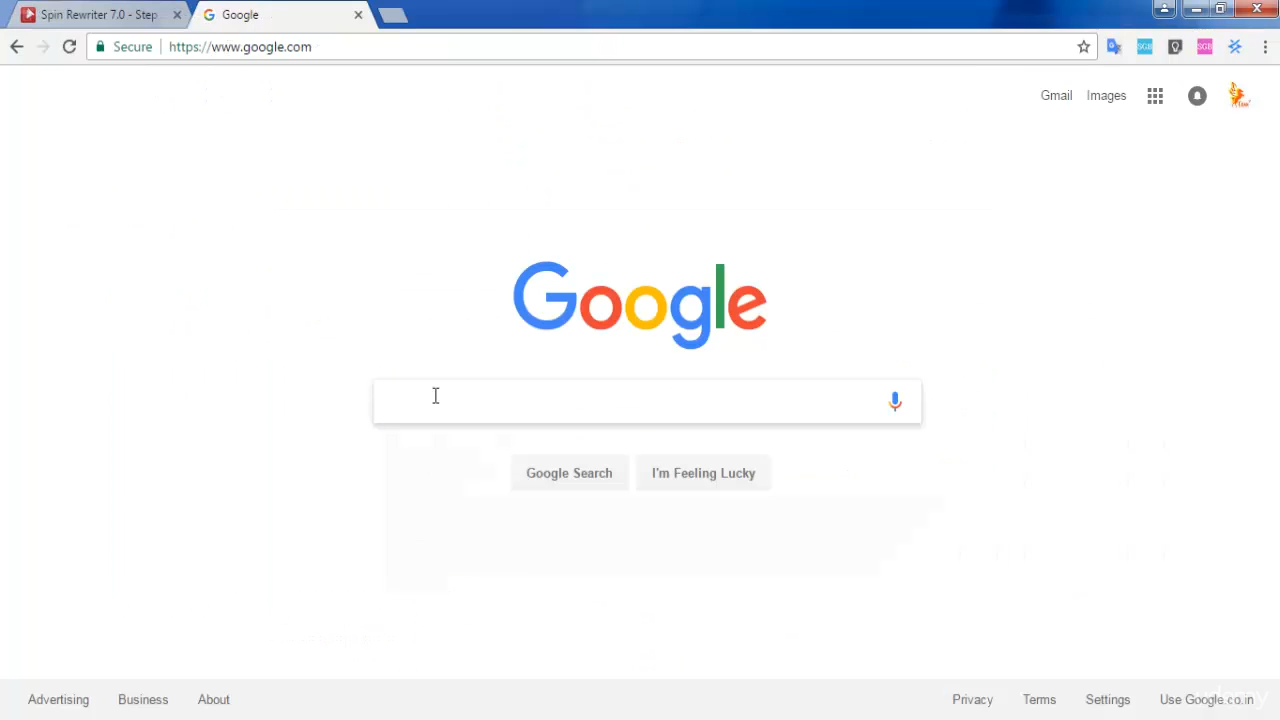 Spin Rewriter 7.0 - Step
Google
Secure https://www.google.com
Gmail Images
Google
Google Search I'm Feeling Lucky
Advertising Business About Privacy Terms Settings Use Google.co.in
udemy